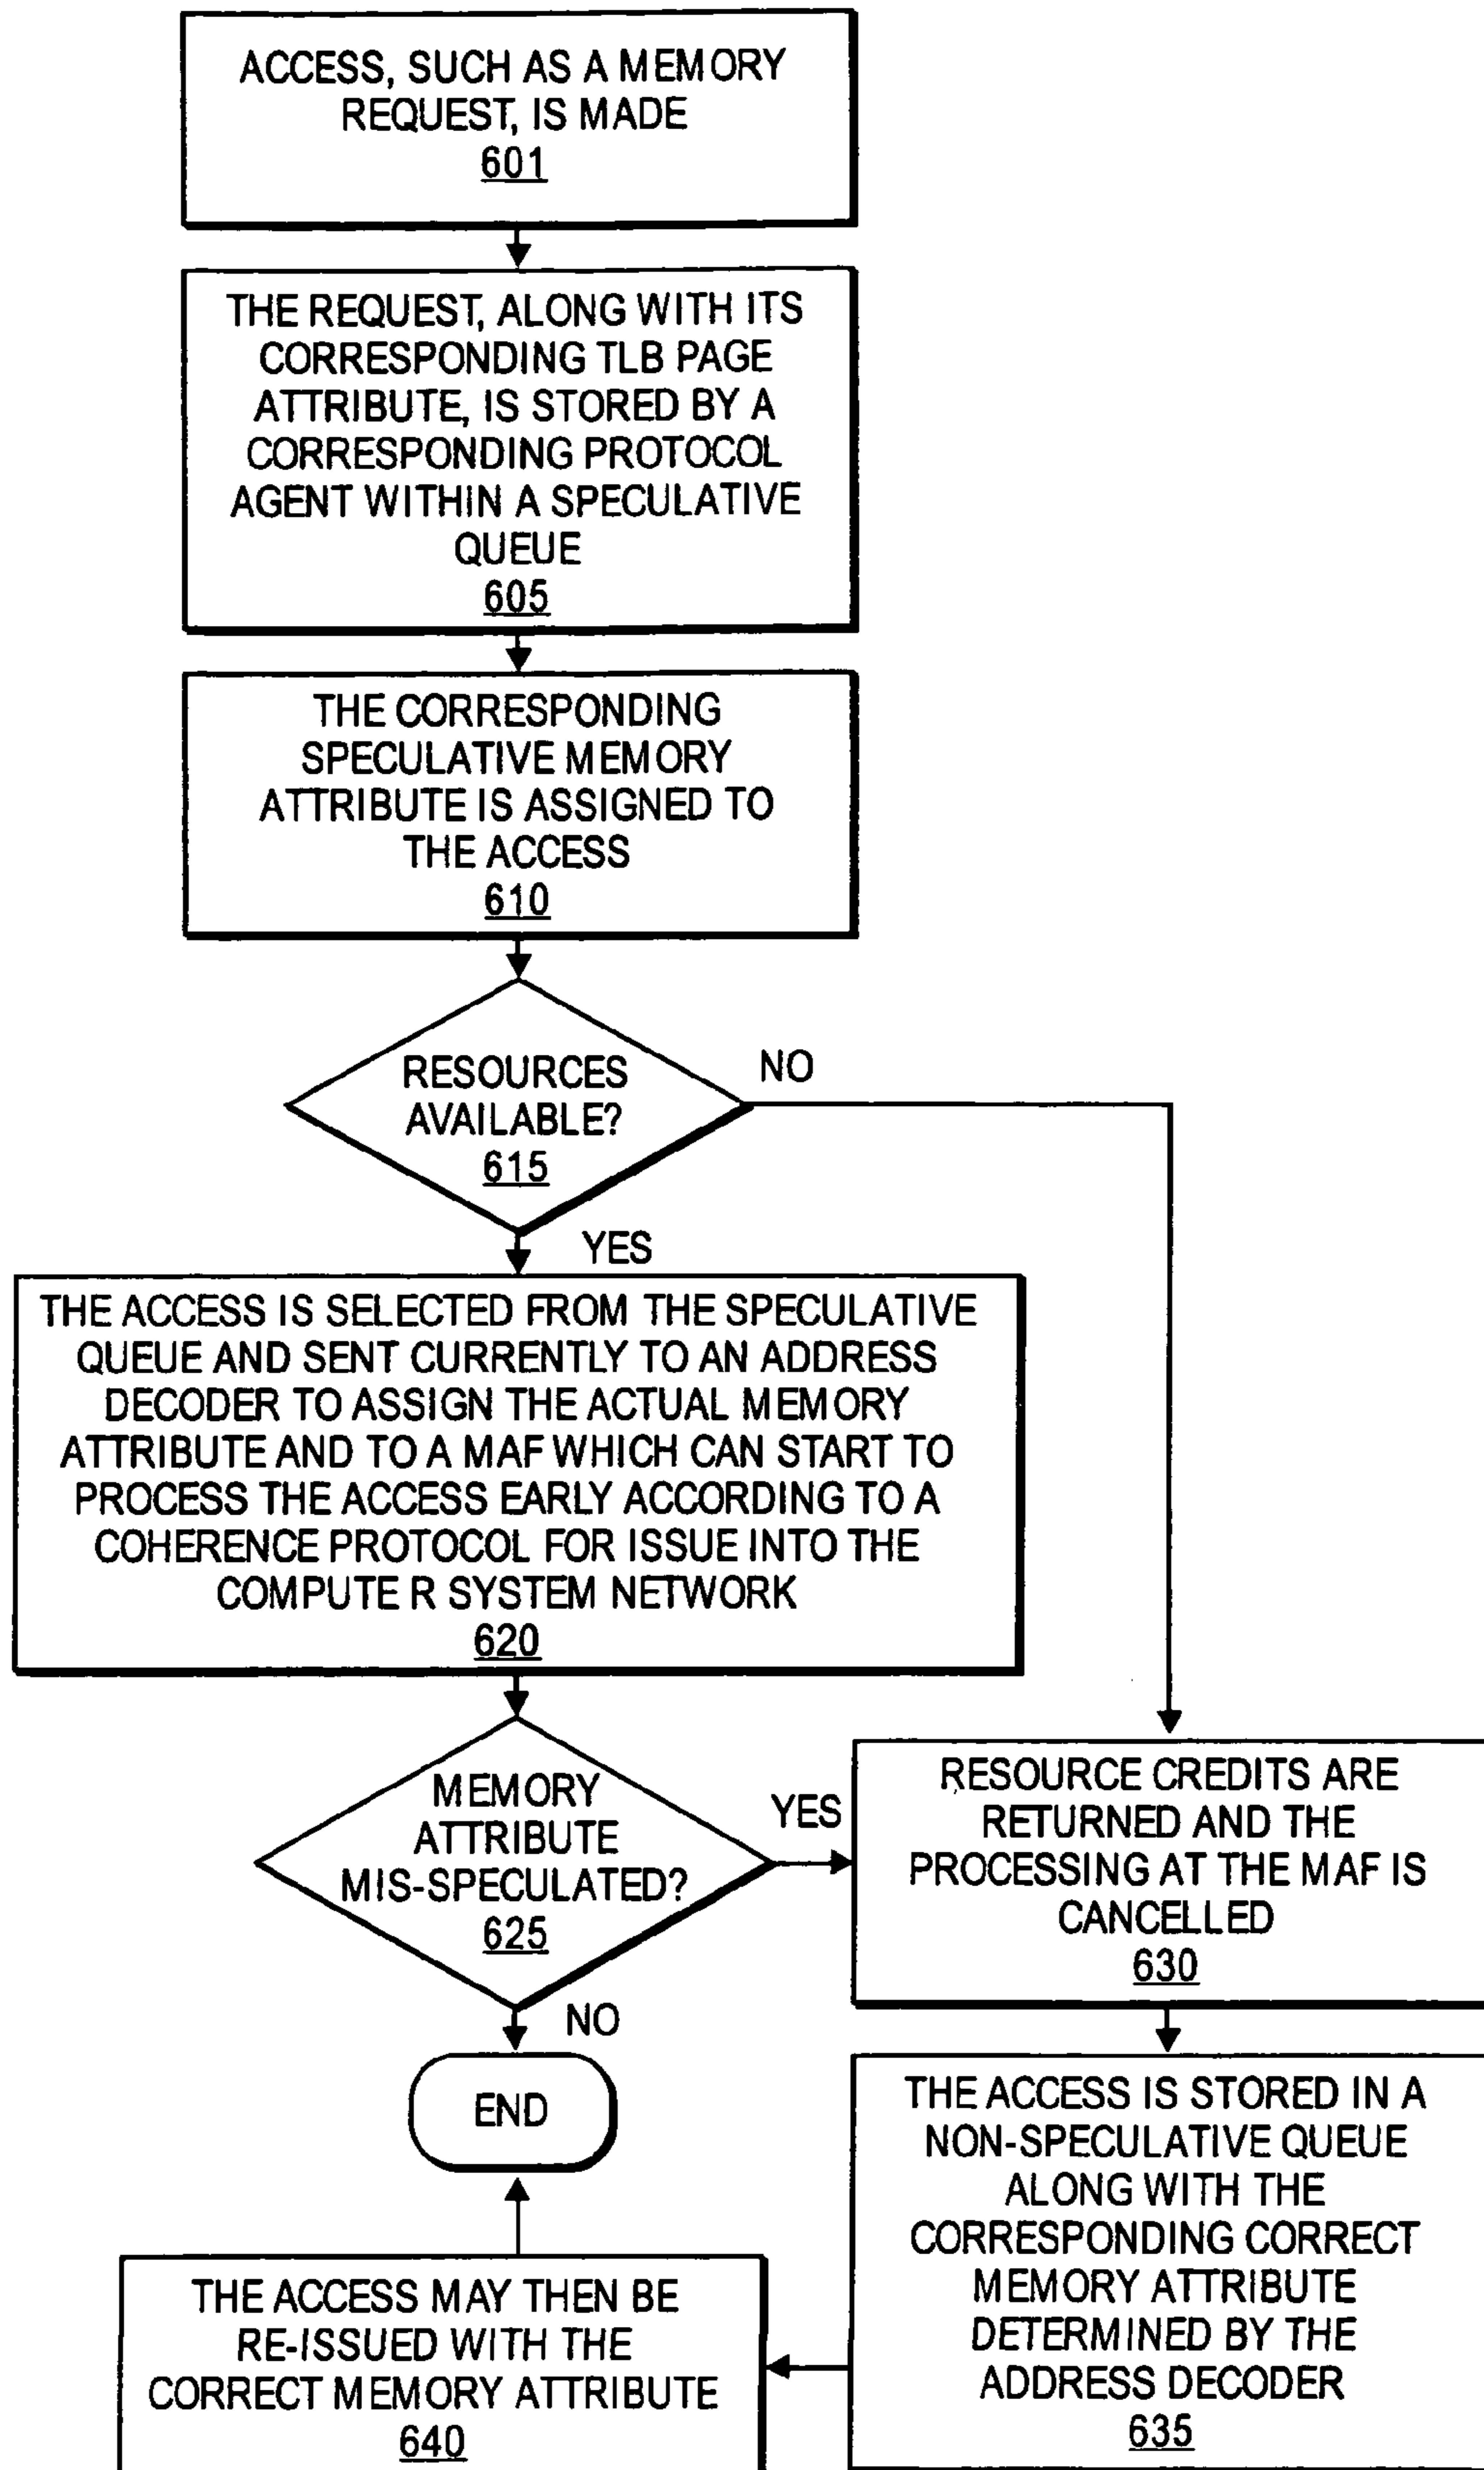 ACCESS, SUCH AS A MEMORY
REQUEST, IS MADE
601
THE REQUEST, ALONG WITH ITS
CORRESPONDING TLB PAGE
ATTRIBUTE, IS STORED BY A
CORRESPONDING PROTOCOL
AGENT WITHIN A SPECULATIVE
QUEUE
605
THE CORRESPONDING
SPECULATIVE MEMORY
ATTRIBUTE IS ASSIGNED TO
THE ACCESS
610
RESOURCES
AVAILABLE?
615
NO
YES
THE ACCESS IS SELECTED FROM THE SPECULATIVE
QUEUE AND SENT CURRENTLY TO AN ADDRESS
DECODER TO ASSIGN THE ACTUAL MEMORY
ATTRIBUTE AND TO A MAF WHICH CAN START TO
PROCESS THE ACCESS EARLY ACCORDING TO A
COHERENCE PROTOCOL FOR ISSUE INTO THE
COMPUTE R SYSTEM NETWORK
620
MEMORY
ATTRIBUTE
MIS-SPECULATED?
625
YES
NO
RESOURCE CREDITS ARE
RETURNED AND THE
PROCESSING AT THE MAF IS
CANCELLED
630
END
THE ACCESS IS STORED IN A
NON-SPECULATIVE QUEUE
ALONG WITH THE
CORRESPONDING CORRECT
MEMORY ATTRIBUTE
DETERMINED BY THE
ADDRESS DECODER
635
THE ACCESS MAY THEN BE
RE-ISSUED WITH THE
CORRECT MEMORY ATTRIBUTE
640